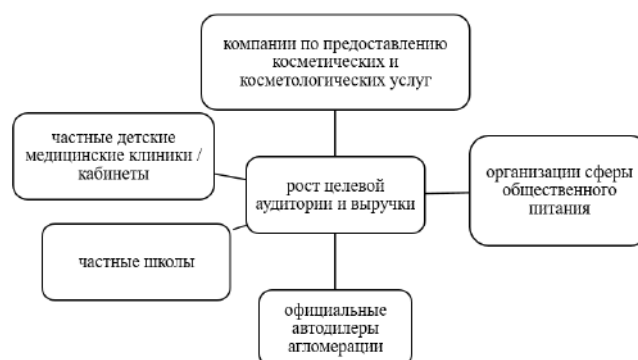 компании по предоставлению
косметических и
косметологических услуг
частные детские
медицинские клиники /
кабинеты
рост целевой
аудитории и выручки
организации сферы
общественного
питания
частные школы
официальные
автодилеры
агломерации